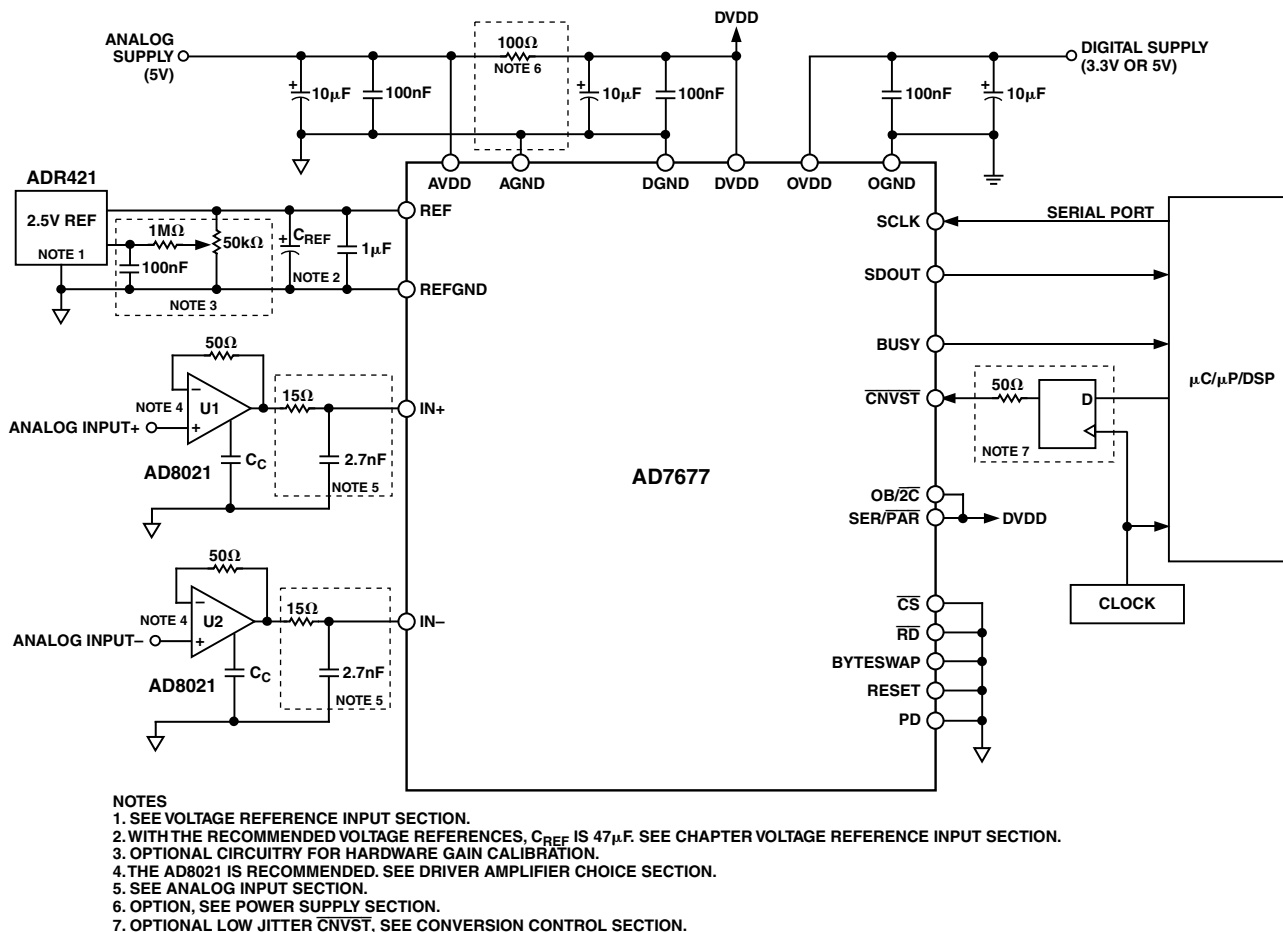 ANALOG
SUPPLY
(5V)
100Ω
NOTE 6
DVDD
DIGITAL SUPPLY
(3.3V OR 5V)
+
10μF
100nF
+
10μF
100nF
100nF
+
10μF
AVDD
AGND
DGND
DVDD
OVDD
OGND
ADR421
2.5V REF
NOTE 1
1MΩ
50kΩ
100nF
NOTE 3
+
CREF
NOTE 2
1μF
REF
REFGND
SCLK
SERIAL PORT
SDOUT
BUSY
CNVST
50Ω
D
NOTE 7
μC/μP/DSP
50Ω
NOTE 4
−
U1
+
ANALOG INPUT+
AD8021
CC
15Ω
2.7nF
NOTE 5
IN+
AD7677
OB/2C
SER/PAR
DVDD
CLOCK
50Ω
NOTE 4
−
U2
+
ANALOG INPUT−
AD8021
CC
15Ω
2.7nF
NOTE 5
IN−
CS
RD
BYTESWAP
RESET
PD
NOTES
1. SEE VOLTAGE REFERENCE INPUT SECTION.
2. WITH THE RECOMMENDED VOLTAGE REFERENCES, CREF IS 47μF. SEE CHAPTER VOLTAGE REFERENCE INPUT SECTION.
3. OPTIONAL CIRCUITRY FOR HARDWARE GAIN CALIBRATION.
4. THE AD8021 IS RECOMMENDED. SEE DRIVER AMPLIFIER CHOICE SECTION.
5. SEE ANALOG INPUT SECTION.
6. OPTION, SEE POWER SUPPLY SECTION.
7. OPTIONAL LOW JITTER CNVST, SEE CONVERSION CONTROL SECTION.